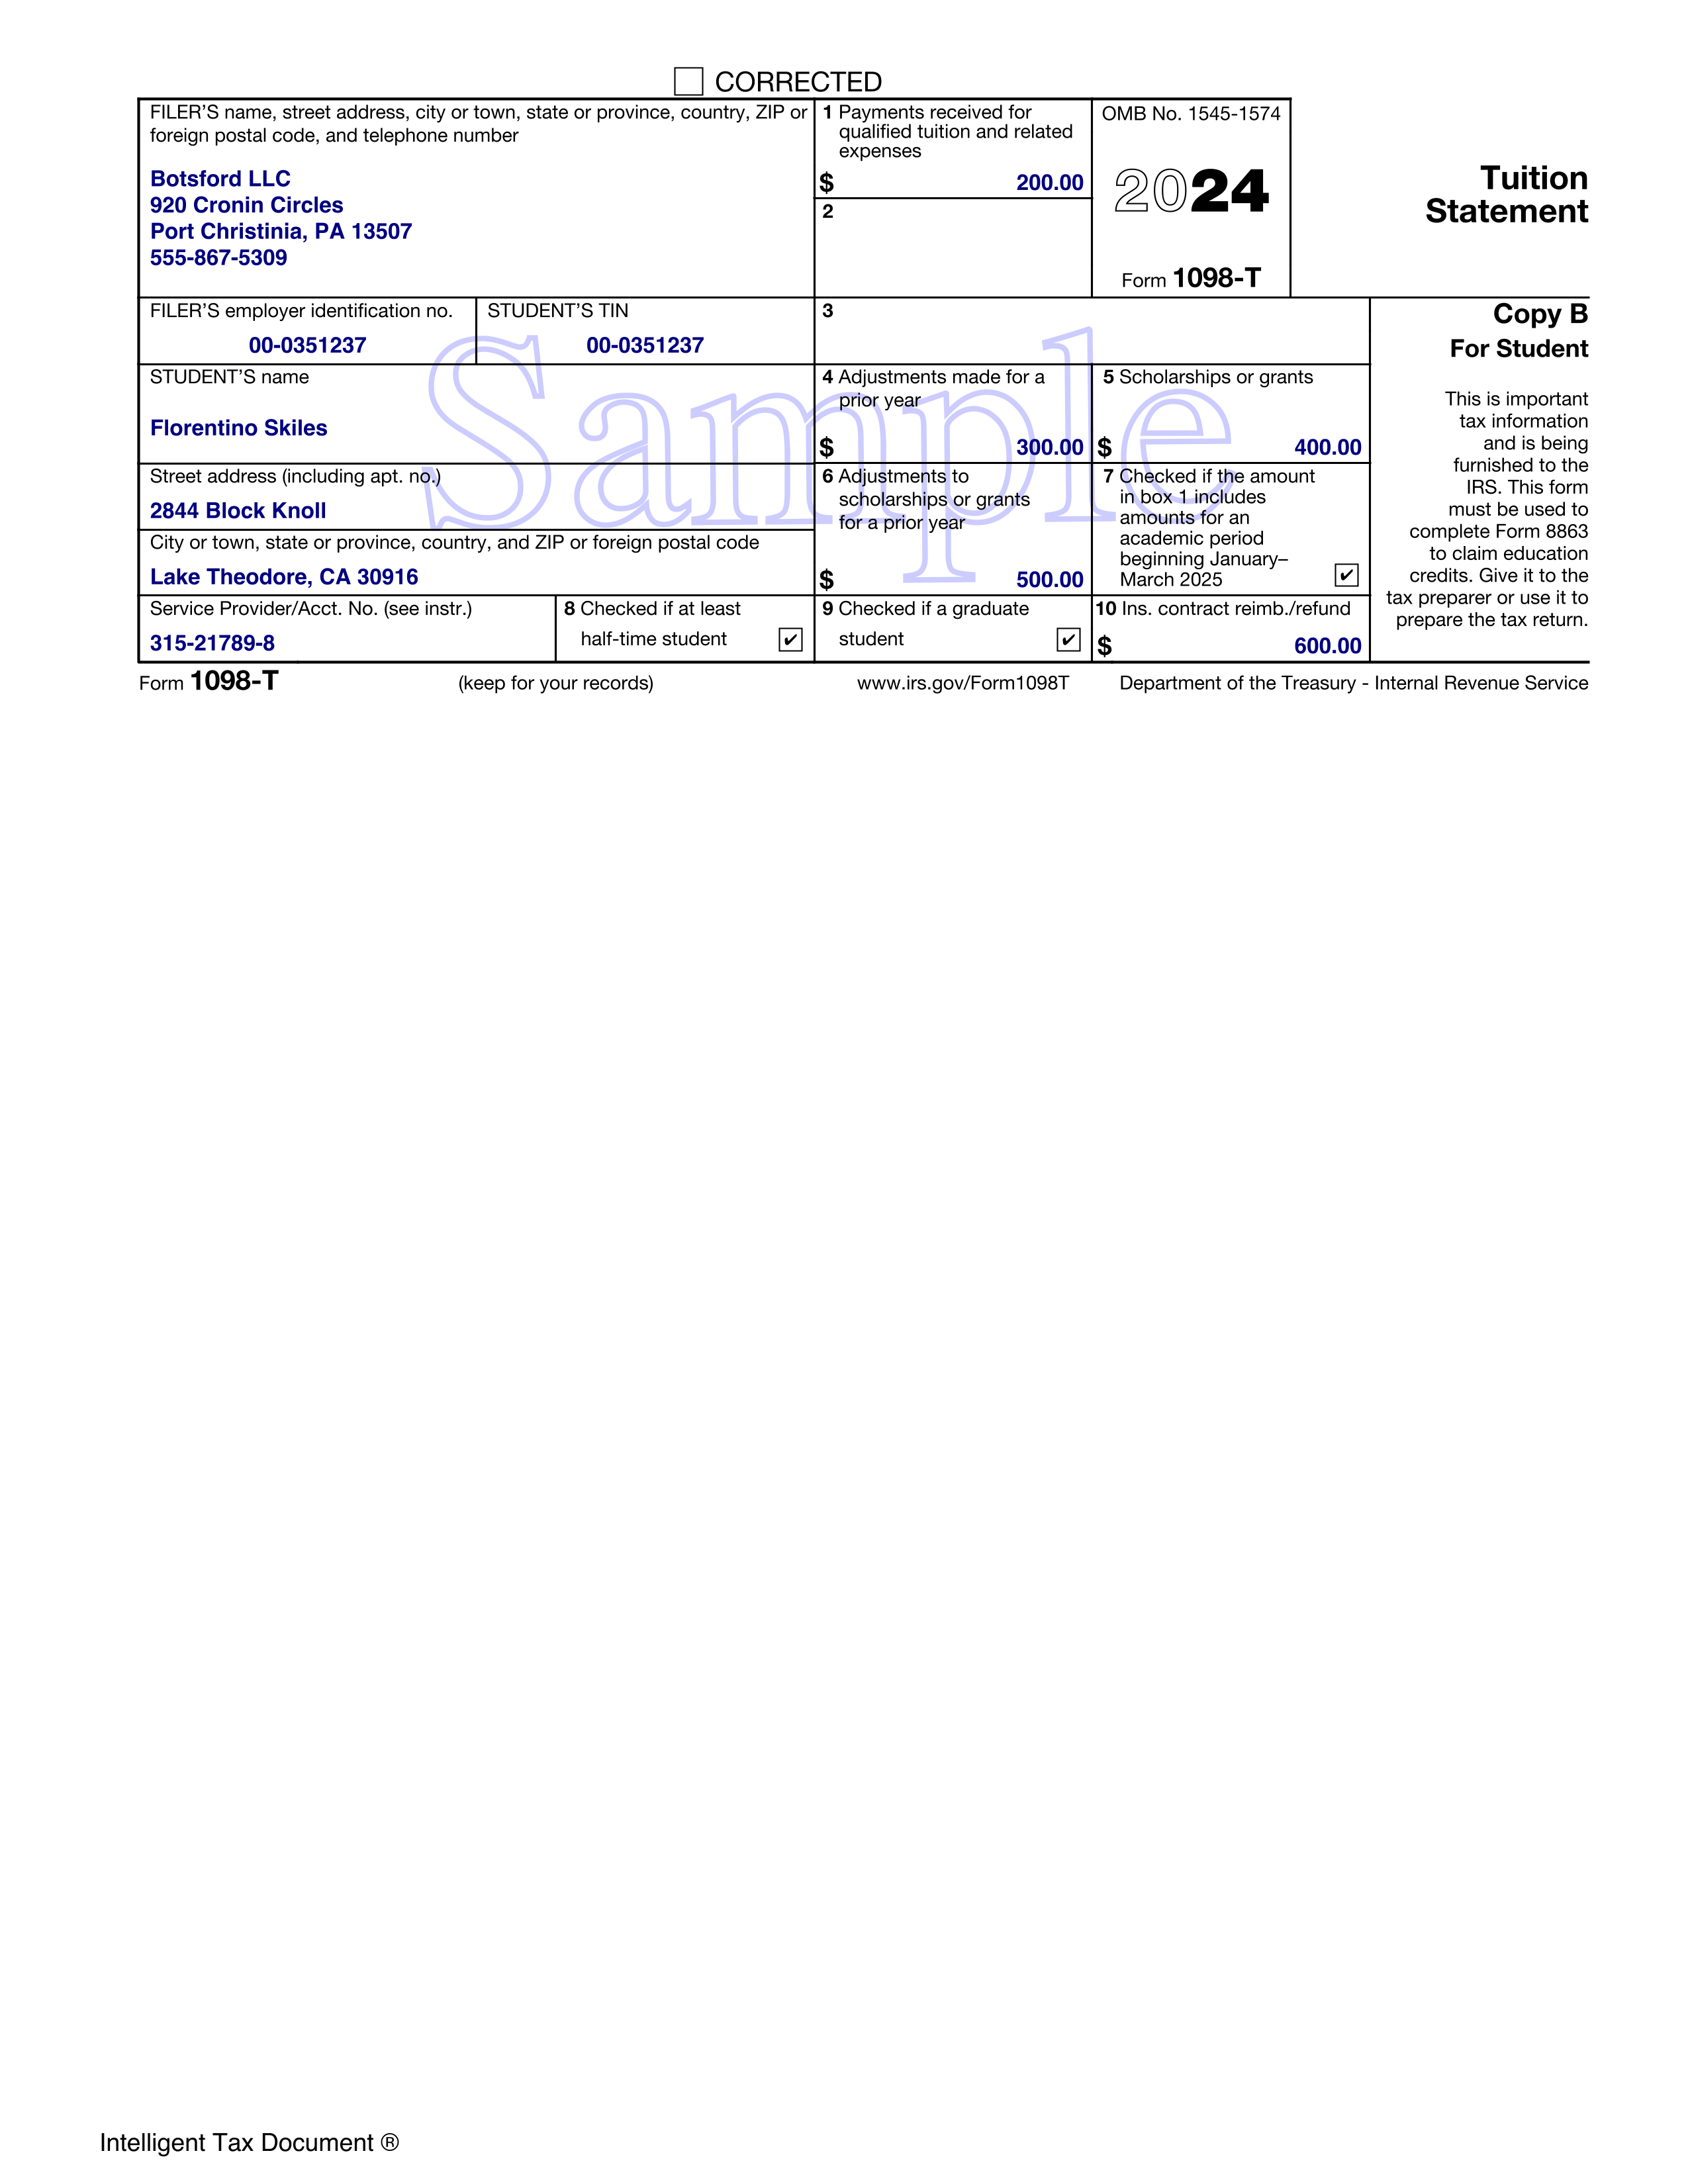 CORRECTED
FILER’S name, street address, city or town, state or province, country, ZIP or
foreign postal code, and telephone number
Botsford LLC
920 Cronin Circles
Port Christinia, PA 13507
555-867-5309
1 Payments received for
qualified tuition and related
expenses
$ 200.00
2
OMB No. 1545-1574
2024
Form 1098-T
Tuition
Statement
FILER’S employer identification no.
00-0351237
STUDENT’S TIN
00-0351237
3
Copy B
For Student
This is important
tax information
and is being
furnished to the
IRS. This form
must be used to
complete Form 8863
to claim education
credits. Give it to the
tax preparer or use it to
prepare the tax return.
STUDENT’S name
Florentino Skiles
4 Adjustments made for a
prior year
$ 300.00
5 Scholarships or grants
$ 400.00
Street address (including apt. no.)
2844 Block Knoll
City or town, state or province, country, and ZIP or foreign postal code
Lake Theodore, CA 30916
6 Adjustments to
scholarships or grants
for a prior year
$ 500.00
7 Checked if the amount
in box 1 includes
amounts for an
academic period
beginning January–
March 2025 ✔
Service Provider/Acct. No. (see instr.)
315-21789-8
8 Checked if at least
half-time student ✔
9 Checked if a graduate
student ✔
10 Ins. contract reimb./refund
$ 600.00
Sample
Form 1098-T (keep for your records) www.irs.gov/Form1098T Department of the Treasury - Internal Revenue Service
Intelligent Tax Document ®